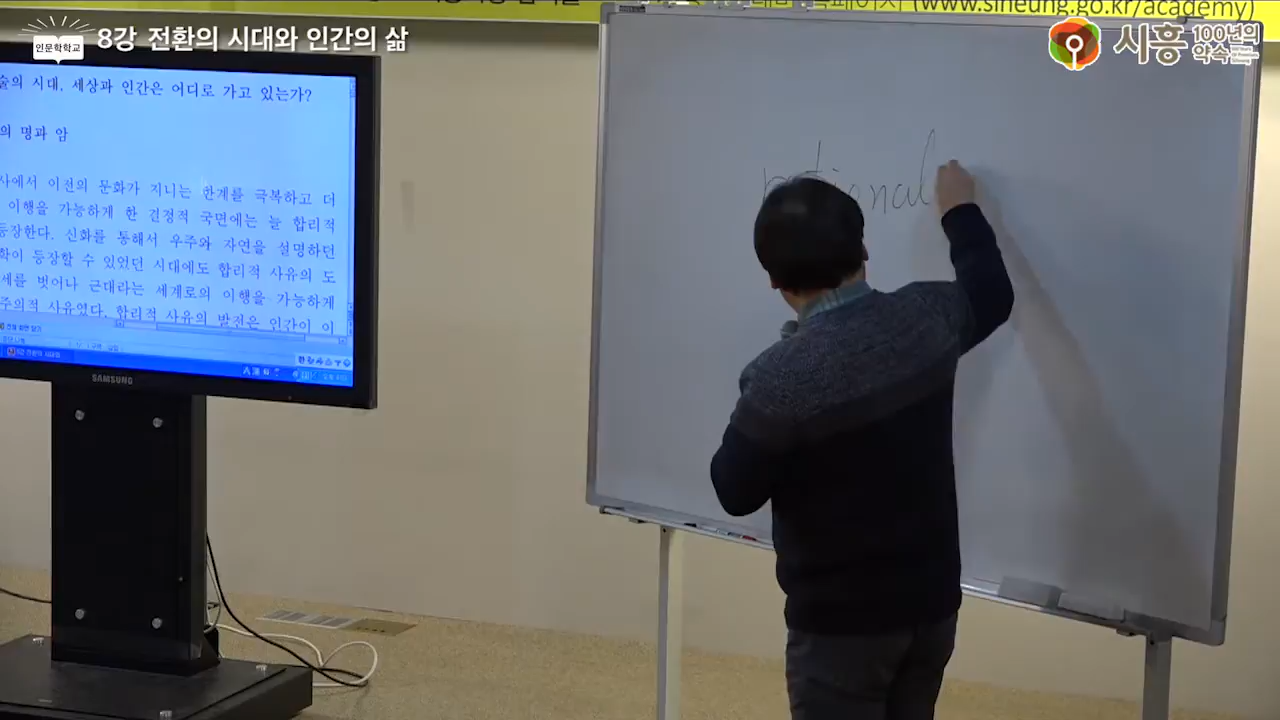 (www.siheung.go.kr/academy)
인문학학교
8강 전환의 시대와 인간의 삶
시흥 100년의 약속
술의 시대, 세상과 인간은 어디로 가고 있는가?
의 명과 암
사에서 이전의 문화가 지니는 한계를 극복하고 더
이행을 가능하게 한 결정적 국면에는 늘 합리적
등장한다. 신화를 통해서 우주와 자연을 설명하던
학이 등장할 수 있었던 시대에도 합리적 사유의 도
세를 벗어나 근대라는 세계로의 이행을 가능하게
주의적 사유였다. 합리적 사유의 발전은 인간이 이
SAMSUNG
ional